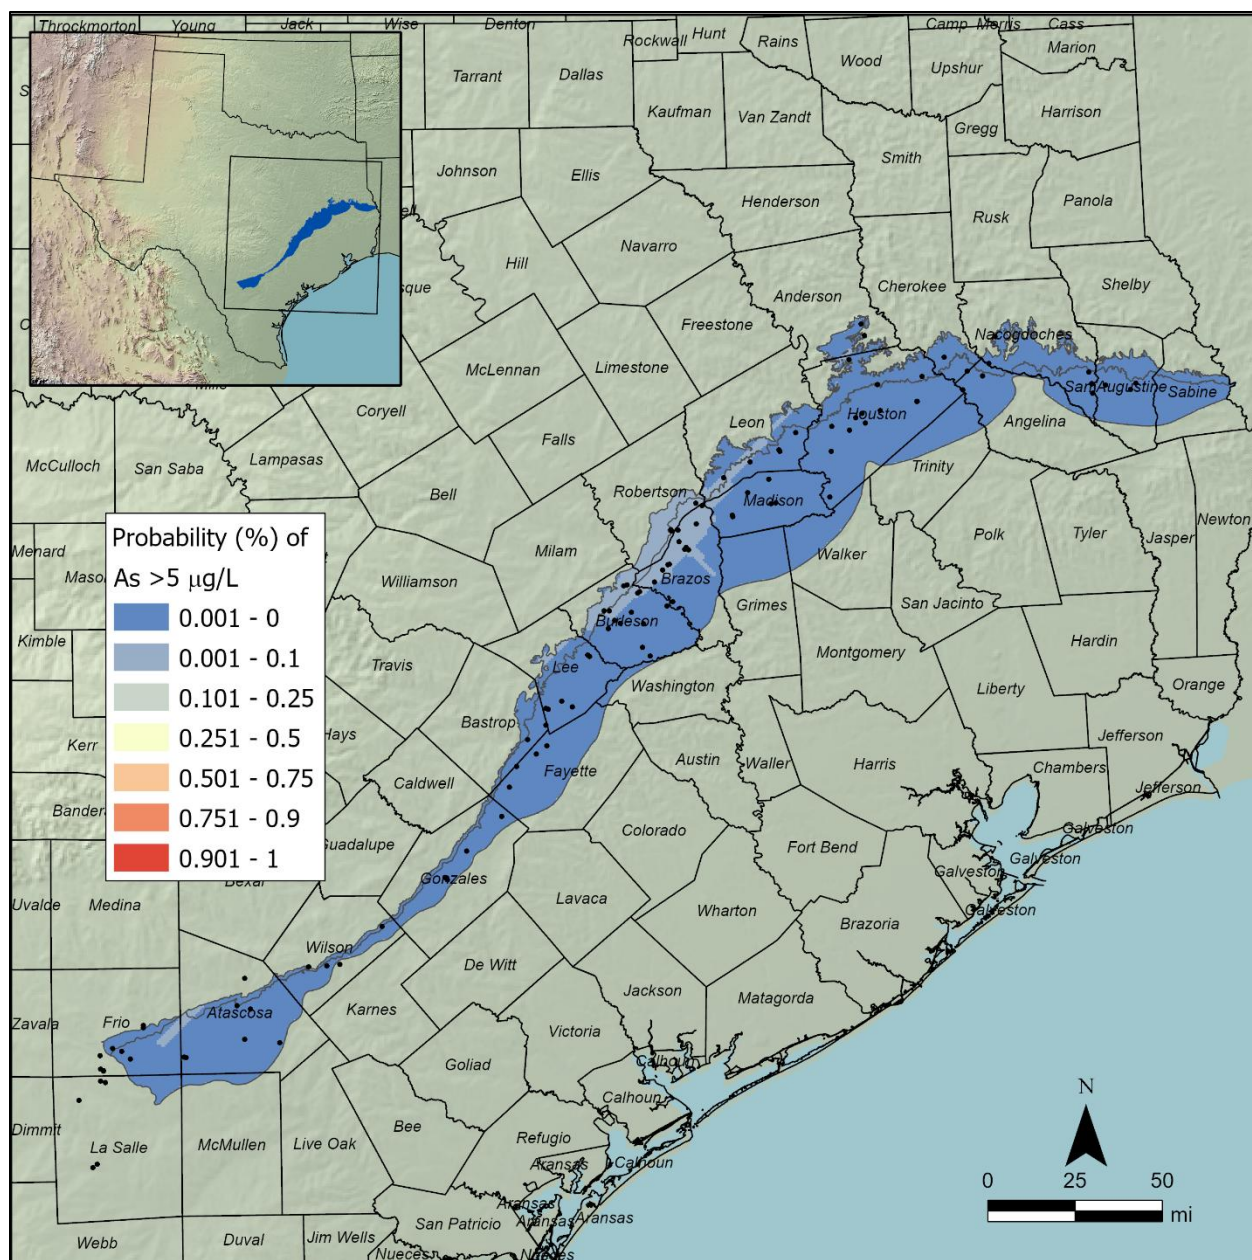 Throckmorton
Young
Jack
Wise
Denton
Rockwall
Hunt
Rains
Wood
Camp
Morris
Cass
Marion
Upshur
Harrison
Tarrant
Dallas
Kaufman
Van Zandt
Gregg
Smith
Johnson
Ellis
Henderson
Rusk
Panola
Navarro
Hill
Anderson
Cherokee
Shelby
Freestone
Nacogdoches
McLennan
Limestone
San Augustine
Sabine
Coryell
Leon
Houston
Angelina
Falls
McCulloch
San Saba
Lampasas
Trinity
Bell
Robertson
Madison
Newton
Polk
Tyler
Jasper
Milam
Menard
Walker
Probability (%) of
As >5 µg/L
0.001 - 0
0.001 - 0.1
0.101 - 0.25
0.251 - 0.5
0.501 - 0.75
0.751 - 0.9
0.901 - 1
Williamson
Brazos
Grimes
San Jacinto
Burleson
Kimble
Travis
Hardin
Montgomery
Lee
Washington
Liberty
Orange
Bastrop
Kerr
Jefferson
Austin
Waller
Harris
Chambers
Fayette
Caldwell
Jefferson
Colorado
Galveston
Fort Bend
Galveston
Galveston
Gonzales
Galveston
Lavaca
Uvalde
Medina
Wharton
Brazoria
Wilson
De Witt
Jackson
Matagorda
Karnes
Zavala
Frio
Atascosa
Victoria
Goliad
Calhoun
Calhoun
Dimmit
La Salle
McMullen
Live Oak
Bee
Refugio
Aransas
Calhoun
Aransas
Aransas
Aransas
San Patricio
Webb
Duval
Jim Wells
Nueces
Nueces
N
0 25 50
mi